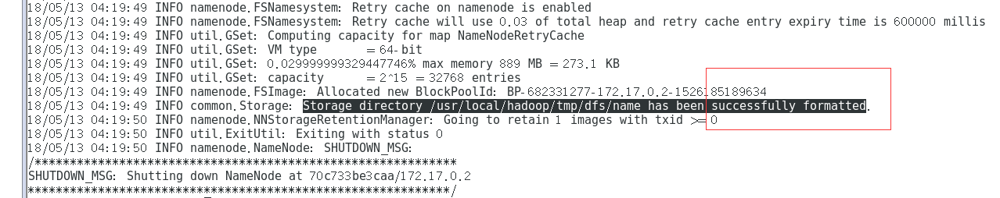 18/05/13 04:19:49 INFO namenode.FSNamesystem: Retry cache on namenode is enabled
18/05/13 04:19:49 INFO namenode.FSNamesystem: Retry cache will use 0.03 of total heap and retry cache entry expiry time is 600000 millis
18/05/13 04:19:49 INFO util.GSet: Computing capacity for map NameNodeRetryCache
18/05/13 04:19:49 INFO util.GSet: VM type       = 64-bit
18/05/13 04:19:49 INFO util.GSet: 0.029999999329447746% max memory 889 MB = 273.1 KB
18/05/13 04:19:49 INFO util.GSet: capacity      = 2^15 = 32768 entries
18/05/13 04:19:49 INFO namenode.FSImage: Allocated new BlockPoolId: BP-682331277-172.17.0.2-1526185189634
18/05/13 04:19:49 INFO common.Storage: Storage directory /usr/local/hadoop/tmp/dfs/name has been successfully formatted.
18/05/13 04:19:50 INFO namenode.NNStorageRetentionManager: Going to retain 1 images with txid >= 0
18/05/13 04:19:50 INFO util.ExitUtil: Exiting with status 0
18/05/13 04:19:50 INFO namenode.NameNode: SHUTDOWN_MSG:
/************************************************************
SHUTDOWN_MSG: Shutting down NameNode at 70c733be3caa/172.17.0.2
************************************************************/